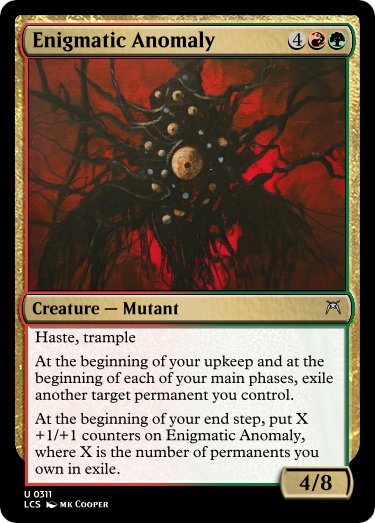 Enigmatic Anomaly 4
Creature — Mutant
Haste, trample
At the beginning of your upkeep and at the
beginning of each of your main phases, exile
another target permanent you control.
At the beginning of your end step, put X
+1/+1 counters on Enigmatic Anomaly,
where X is the number of permanents you
own in exile.
4/8
U 0311
LCS MK COOPER